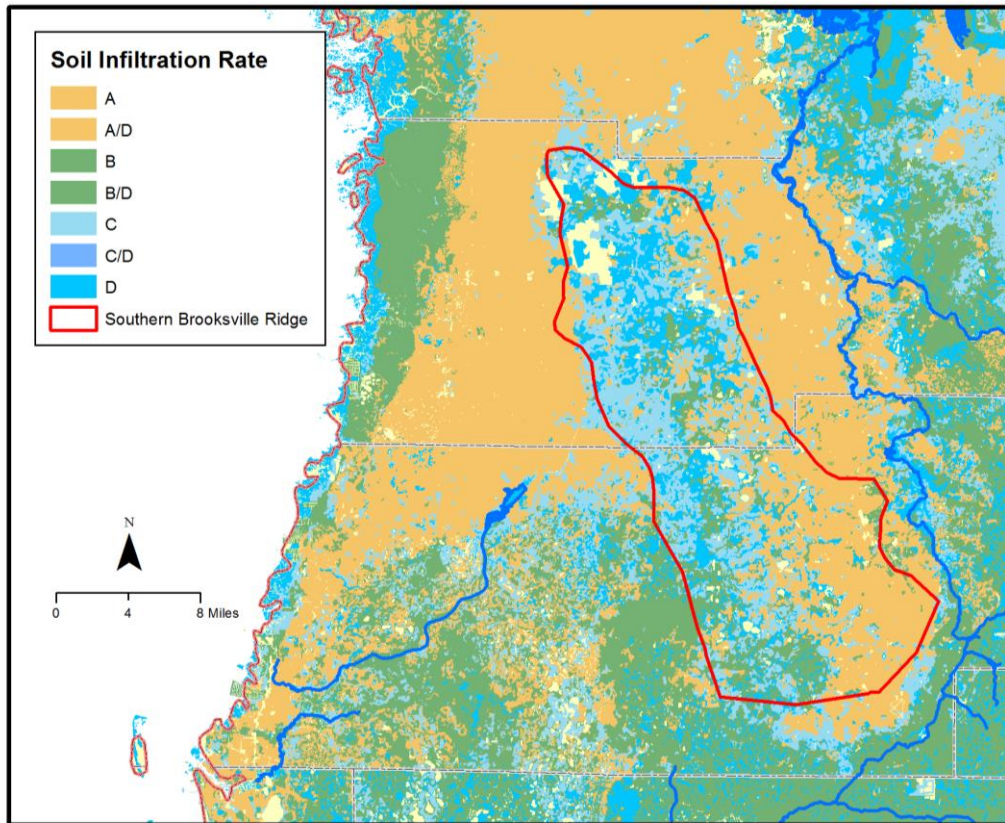 Soil Infiltration Rate
A
A/D
B
B/D
C
C/D
D
Southern Brooksville Ridge
N
0 4 8 Miles